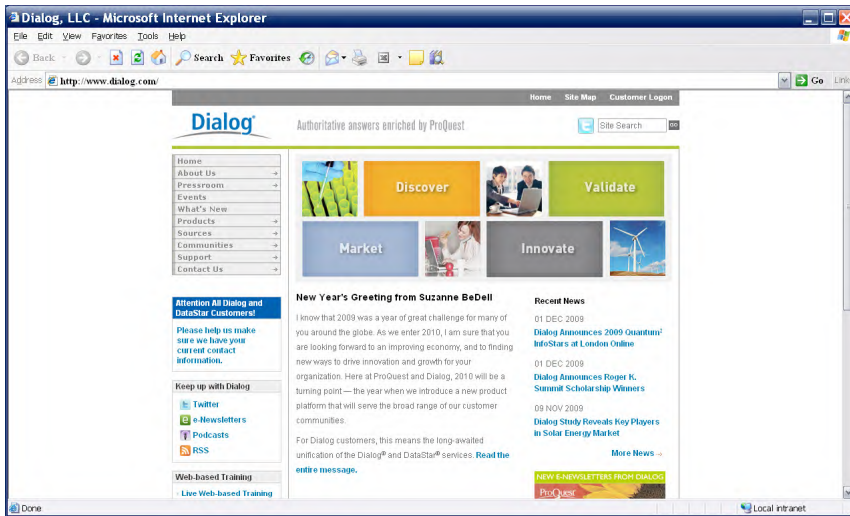 Dialog, LLC - Microsoft Internet Explorer
File Edit View Favorites Tools Help
Back Search Favorites
Address http://www.dialog.com/ Go Link
Home Site Map Customer Logon
Dialog® Authoritative answers enriched by ProQuest Site Search GO
Home
About Us
Pressroom
Events
What's New
Products
Sources
Communities
Support
Contact Us
Discover
Validate
Market
Innovate
Attention All Dialog and
DataStar Customers!
Please help us make
sure we have your
current contact
information.
Keep up with Dialog
Twitter
e-Newsletters
Podcasts
RSS
Web-based Training
Live Web-based Training
New Year's Greeting from Suzanne BeDell
I know that 2009 was a year of great challenge for many of
you around the globe. As we enter 2010, I am sure that you
are looking forward to an improving economy, and to finding
new ways to drive innovation and growth for your
organization. Here at ProQuest and Dialog, 2010 will be a
turning point — the year when we introduce a new product
platform that will serve the broad range of our customer
communities.
For Dialog customers, this means the long-awaited
unification of the Dialog® and DataStar® services. Read the
entire message.
Recent News
01 DEC 2009
Dialog Announces 2009 Quantum²
InfoStars at London Online
01 DEC 2009
Dialog Announces Roger K.
Summit Scholarship Winners
09 NOV 2009
Dialog Study Reveals Key Players
in Solar Energy Market
More News →
NEW E-NEWSLETTERS FROM DIALOG
ProQuest
Done Local intranet